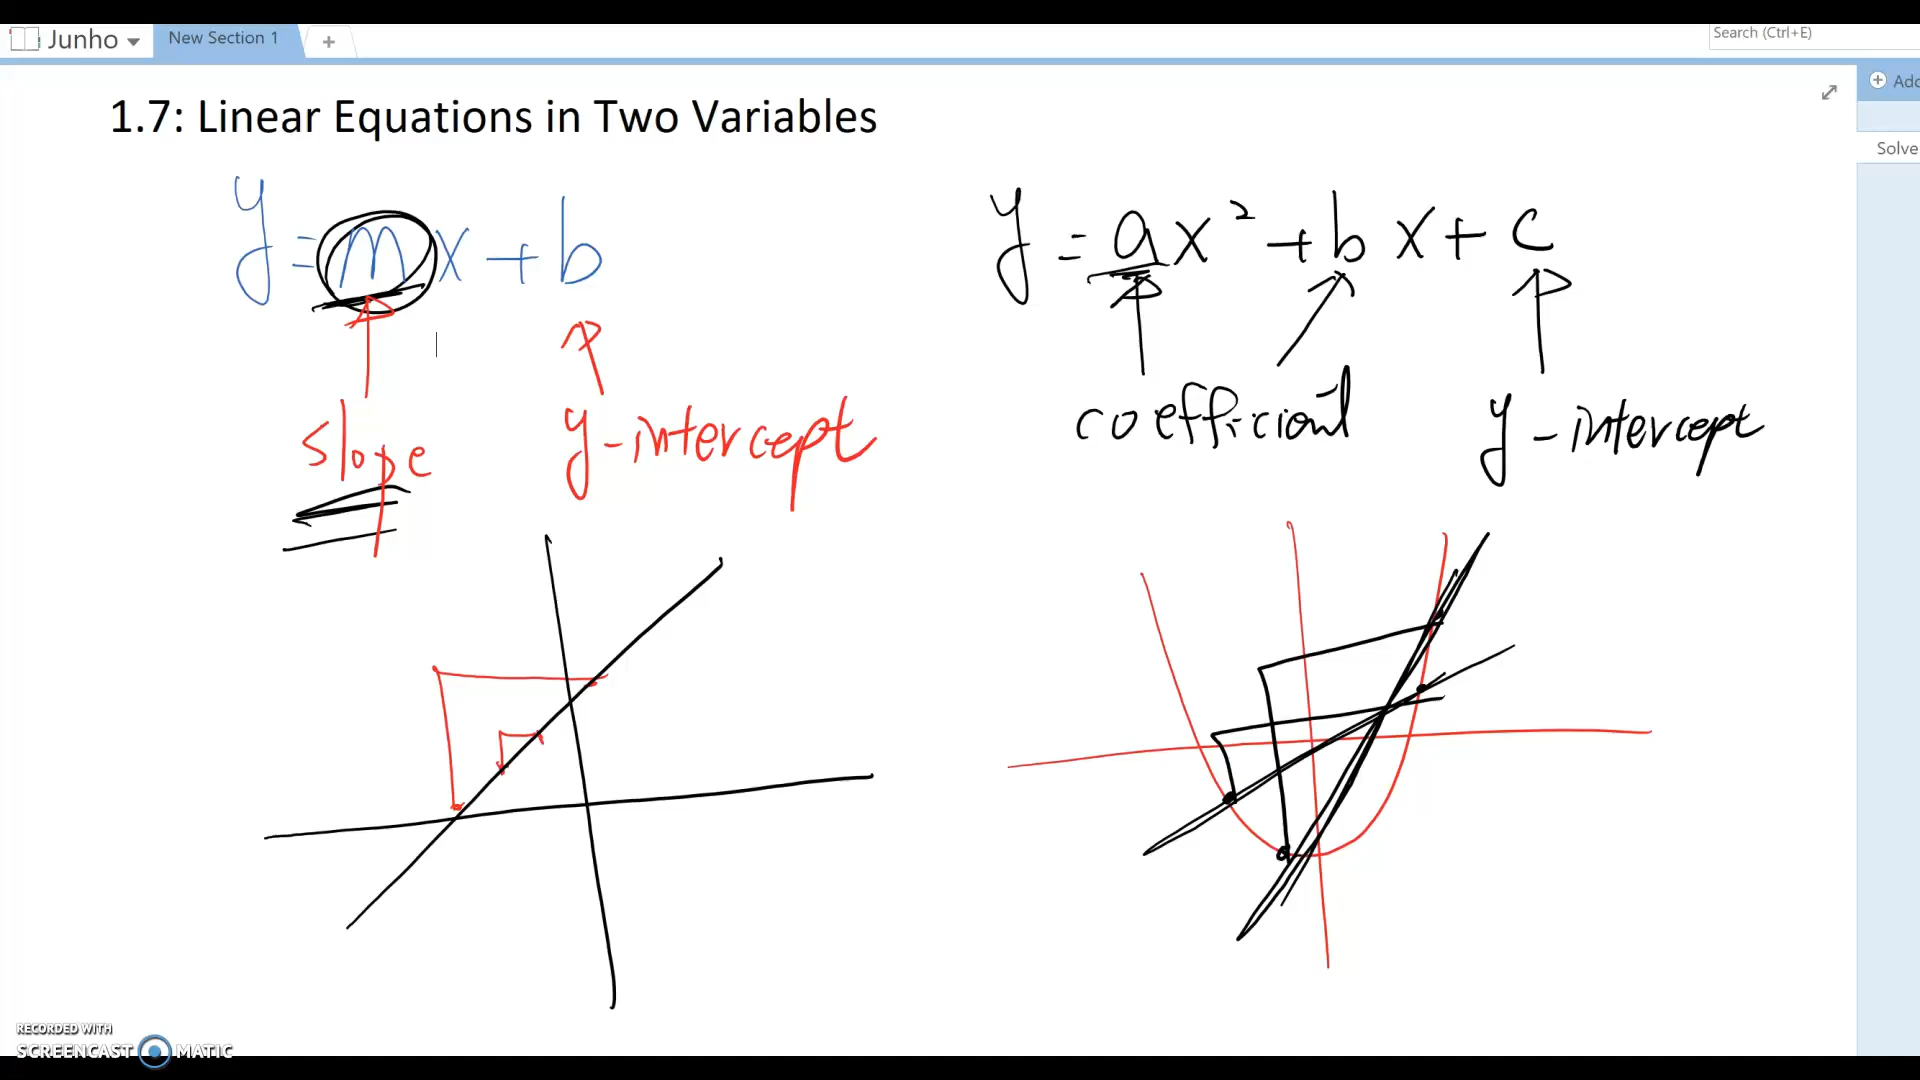 Junho
New Section 1
+
Search (Ctrl+E)
Add
Solve
1.7: Linear Equations in Two Variables
y = mx + b
y = ax² + bx + c
slope
y-intercept
coefficient
y-intercept
RECORDED WITH
SCREENCAST MATIC